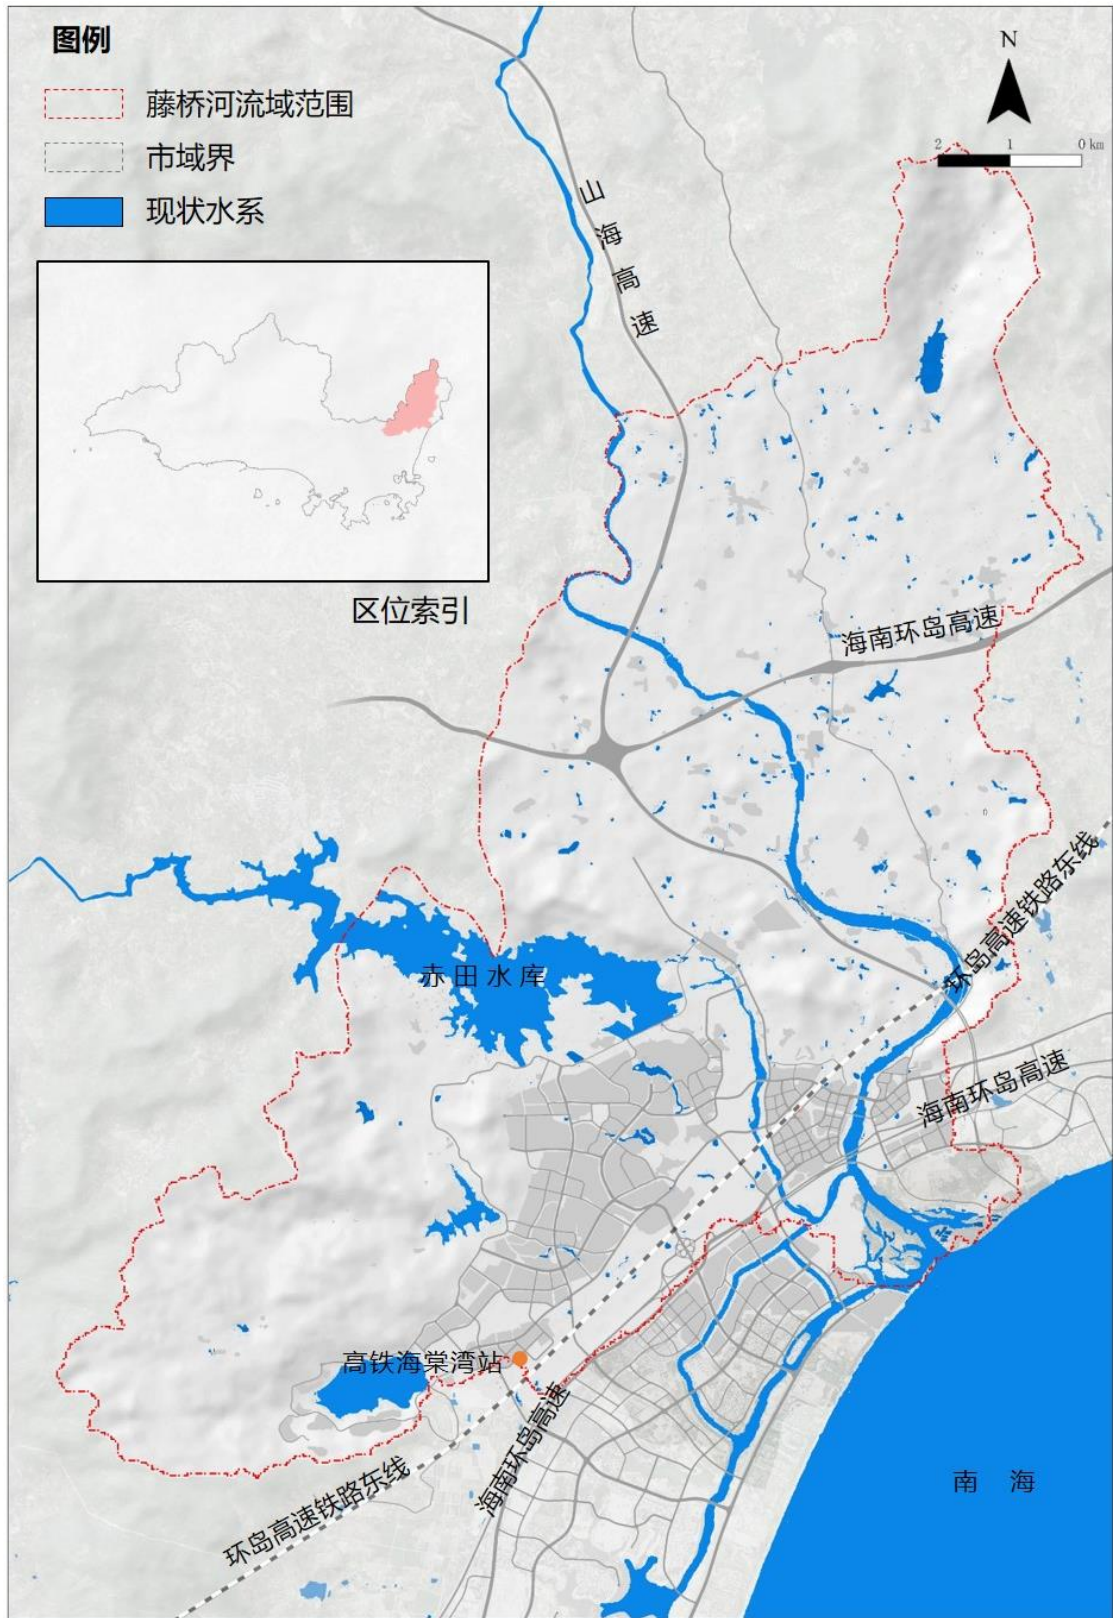 图例
藤桥河流域范围
市域界
现状水系
N
2 1 0 km
山海高速
区位索引
海南环岛高速
环岛高速铁路东线
赤田水库
海南环岛高速
高铁海棠湾站
海南环岛高速
环岛高速铁路东线
南 海